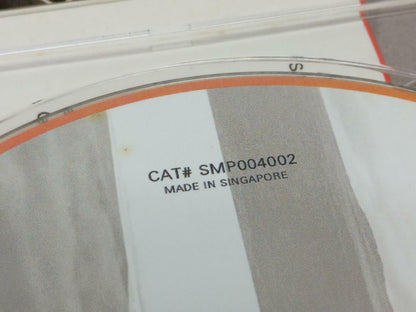 S
CAT# SMP004002
MADE IN SINGAPORE